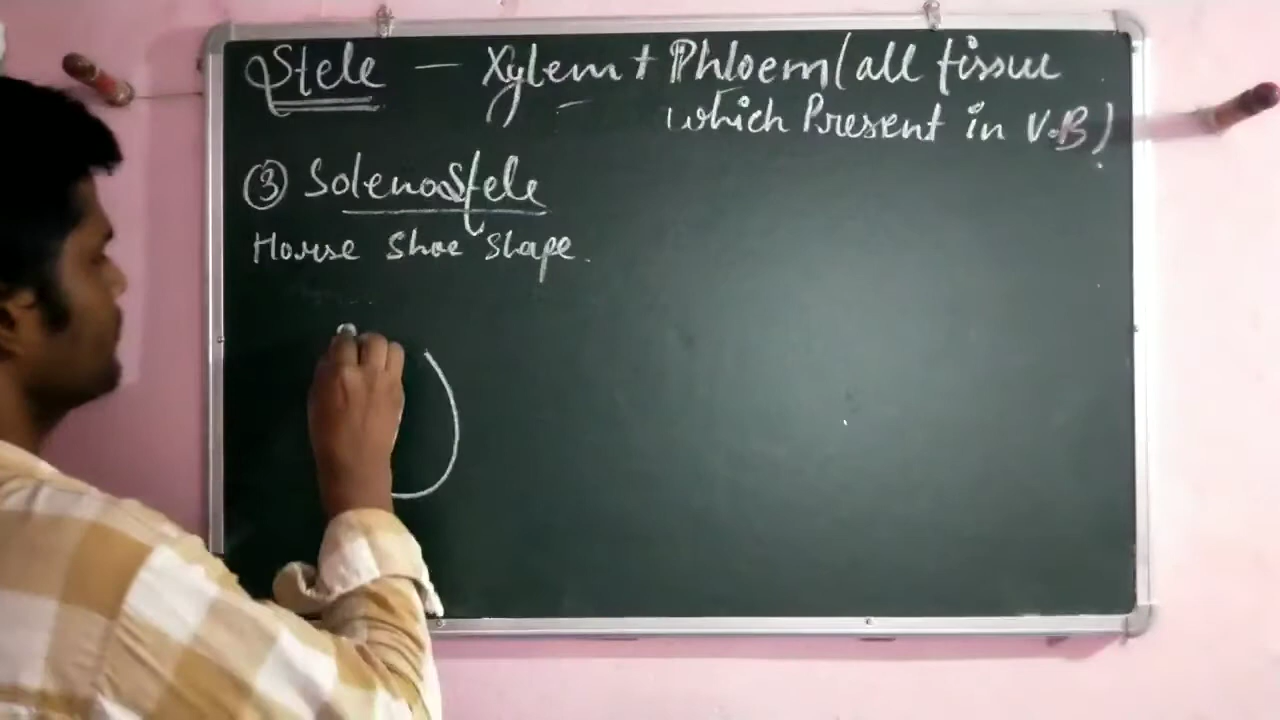 Stele — Xylem + Phloem (all tissue
which Present in V.B)
③ Solenostele
Horse Shoe Shape.